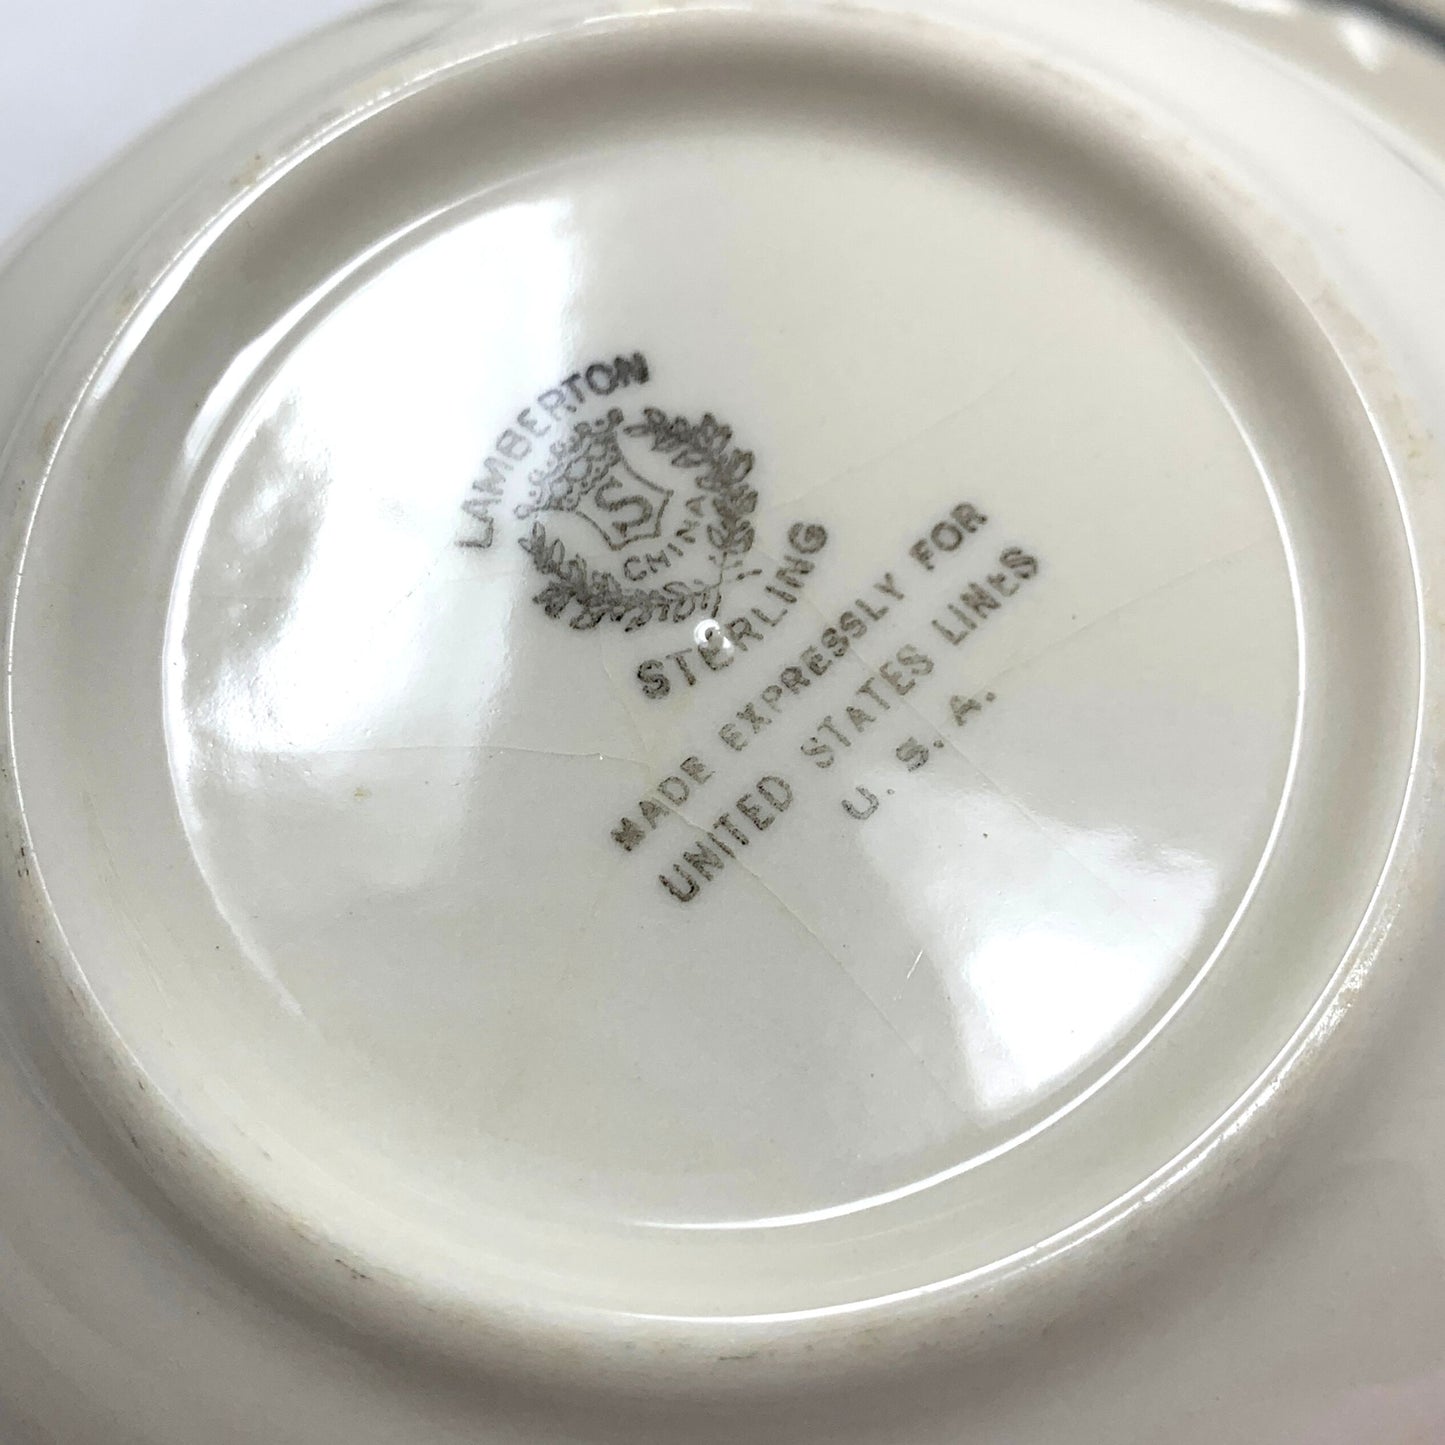 LAMBERTON
S
CHINA
STERLING
MADE EXPRESSLY FOR
UNITED STATES LINES
U. S. A.